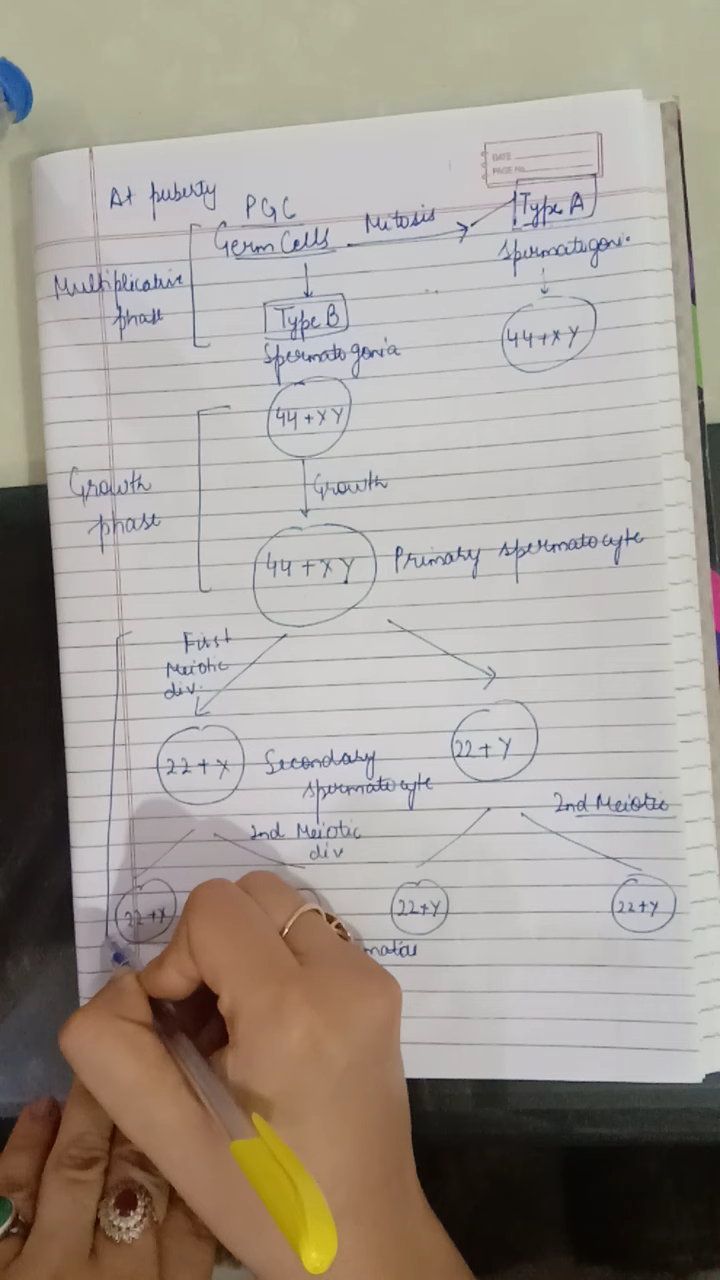 DATE
PAGE No.
At puberty
PGC
Germ Cells
Mitosis
Type A
Spermatogonia
44+XY
Multiplicative
phase
Type B
Spermatogonia
44+XY
Growth
phase
Growth
44+XY
Primary spermatocyte
First
Meiotic
div.
22+X
Secondary
spermatocyte
22+Y
2nd Meiotic
div
2nd Meiotic
22+X
22+Y
22+Y